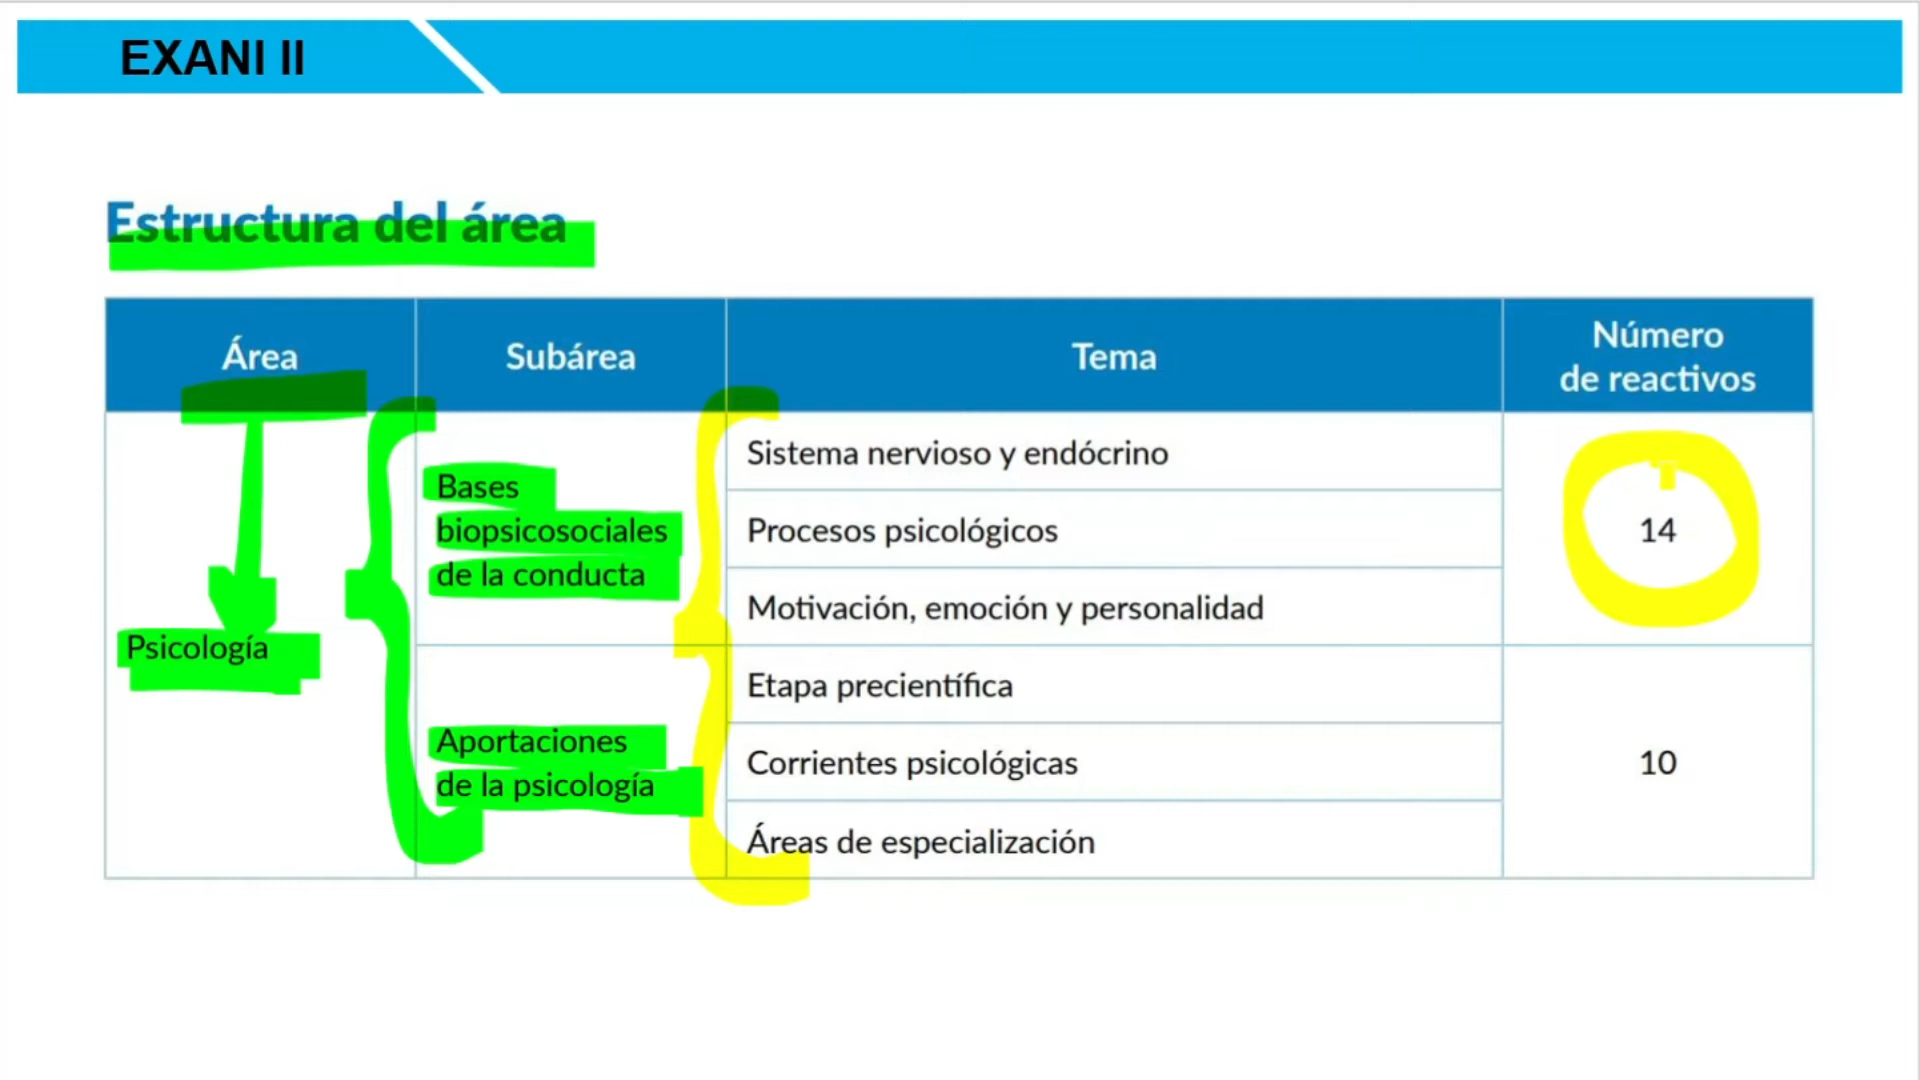 EXANI II
Estructura del área
Área
Subárea
Tema
Número
de reactivos
Psicología
Bases
biopsicosociales
de la conducta
Sistema nervioso y endócrino
Procesos psicológicos
Motivación, emoción y personalidad
14
Aportaciones
de la psicología
Etapa precientífica
Corrientes psicológicas
Áreas de especialización
10